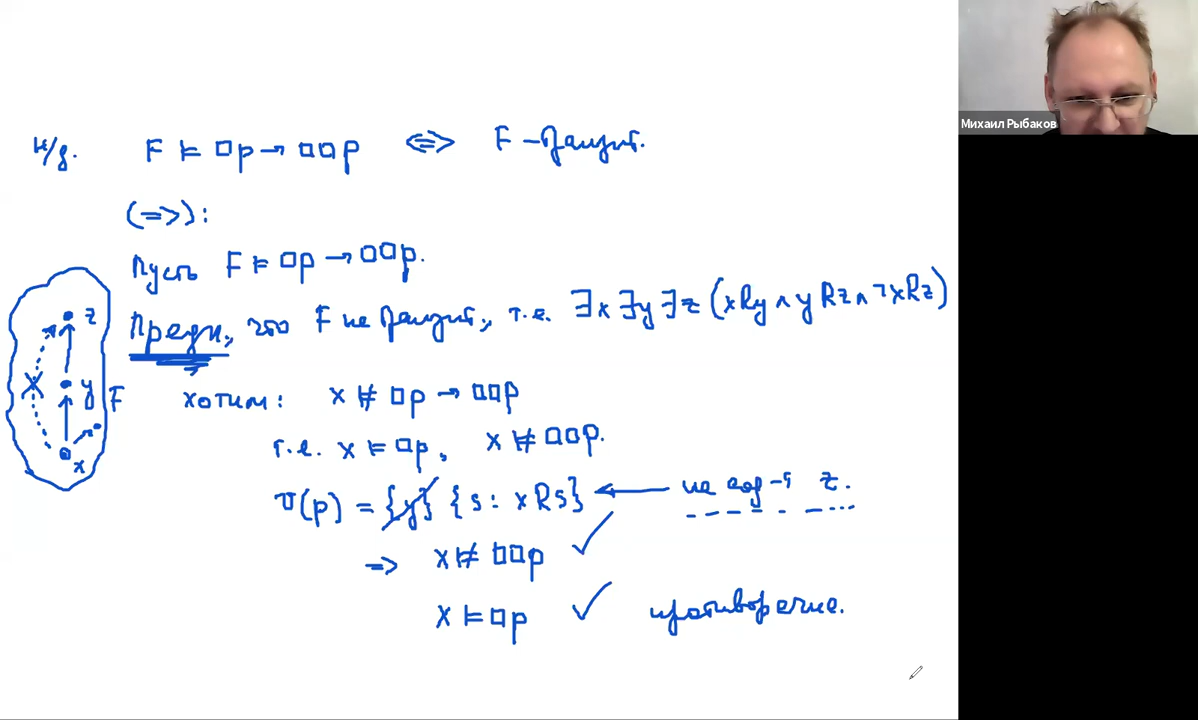 Михаил Рыбаков
н/д. F ⊨ □p → □□p ⟺ F – транзит.
(=>):
Пусть F ⊨ □p → □□p.
Предп., что F не транзит., т.е. ∃x ∃y ∃z (xRy ∧ yRz ∧ ¬xRz)
z
y F
x
хотим: x ⊭ □p → □□p
т.е. x ⊨ □p, x ⊭ □□p.
v(p) = {y} {s: xRs} ← не сод-т z.
=> x ⊭ □□p ✓
x ⊨ □p ✓ противоречие.